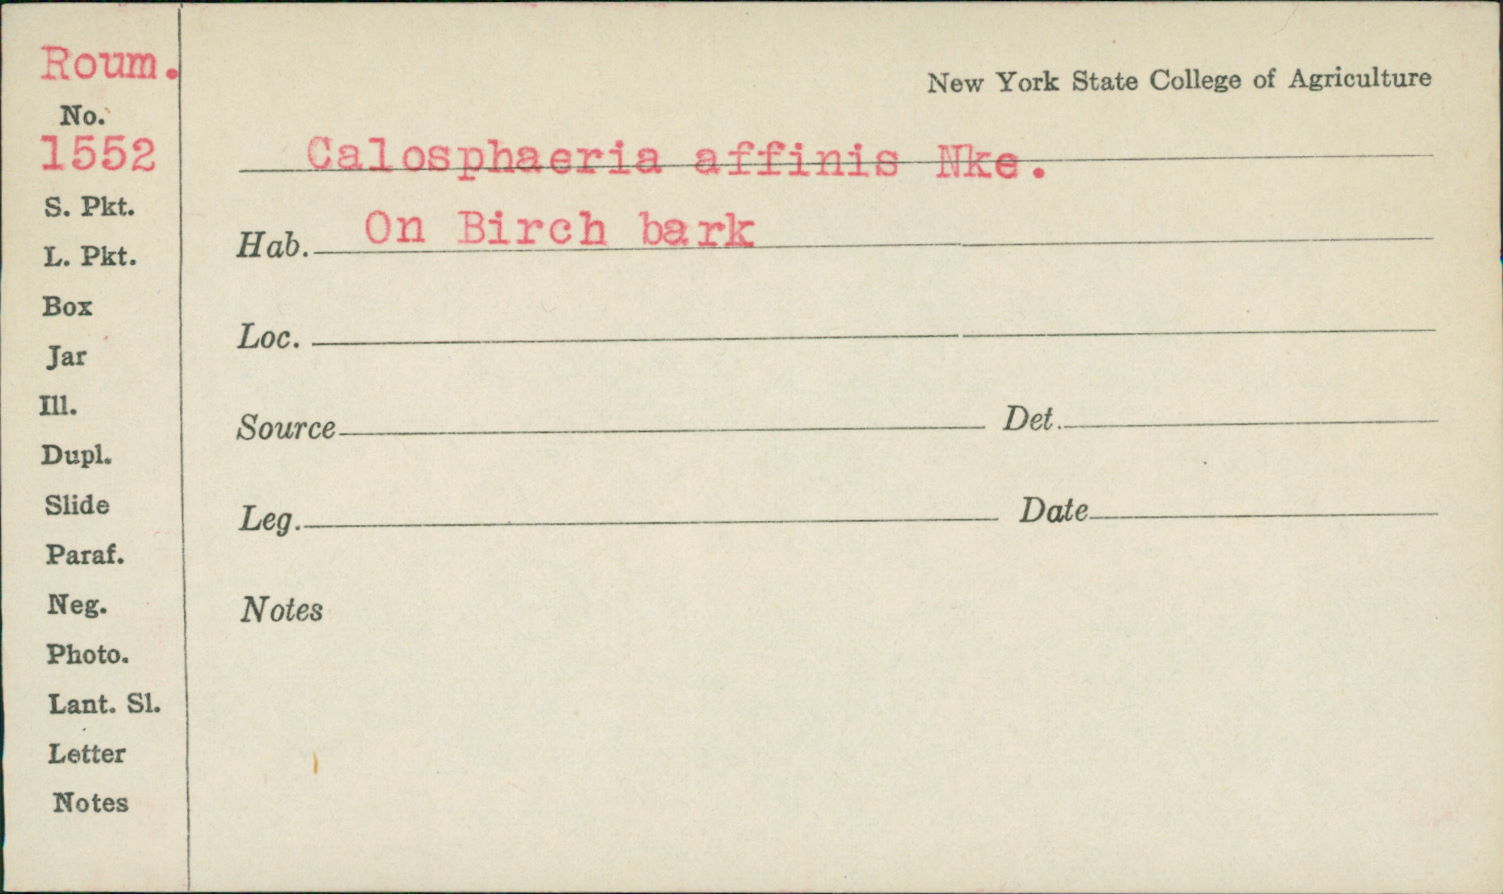 Roum.
No.
1552
S. Pkt.
L. Pkt.
Box
Jar
Ill.
Dupl.
Slide
Paraf.
Neg.
Photo.
Lant. Sl.
Letter
Notes
New York State College of Agriculture
Calosphaeria affinis Nke.
Hab. On Birch bark
Loc.
Source Det.
Leg. Date
Notes